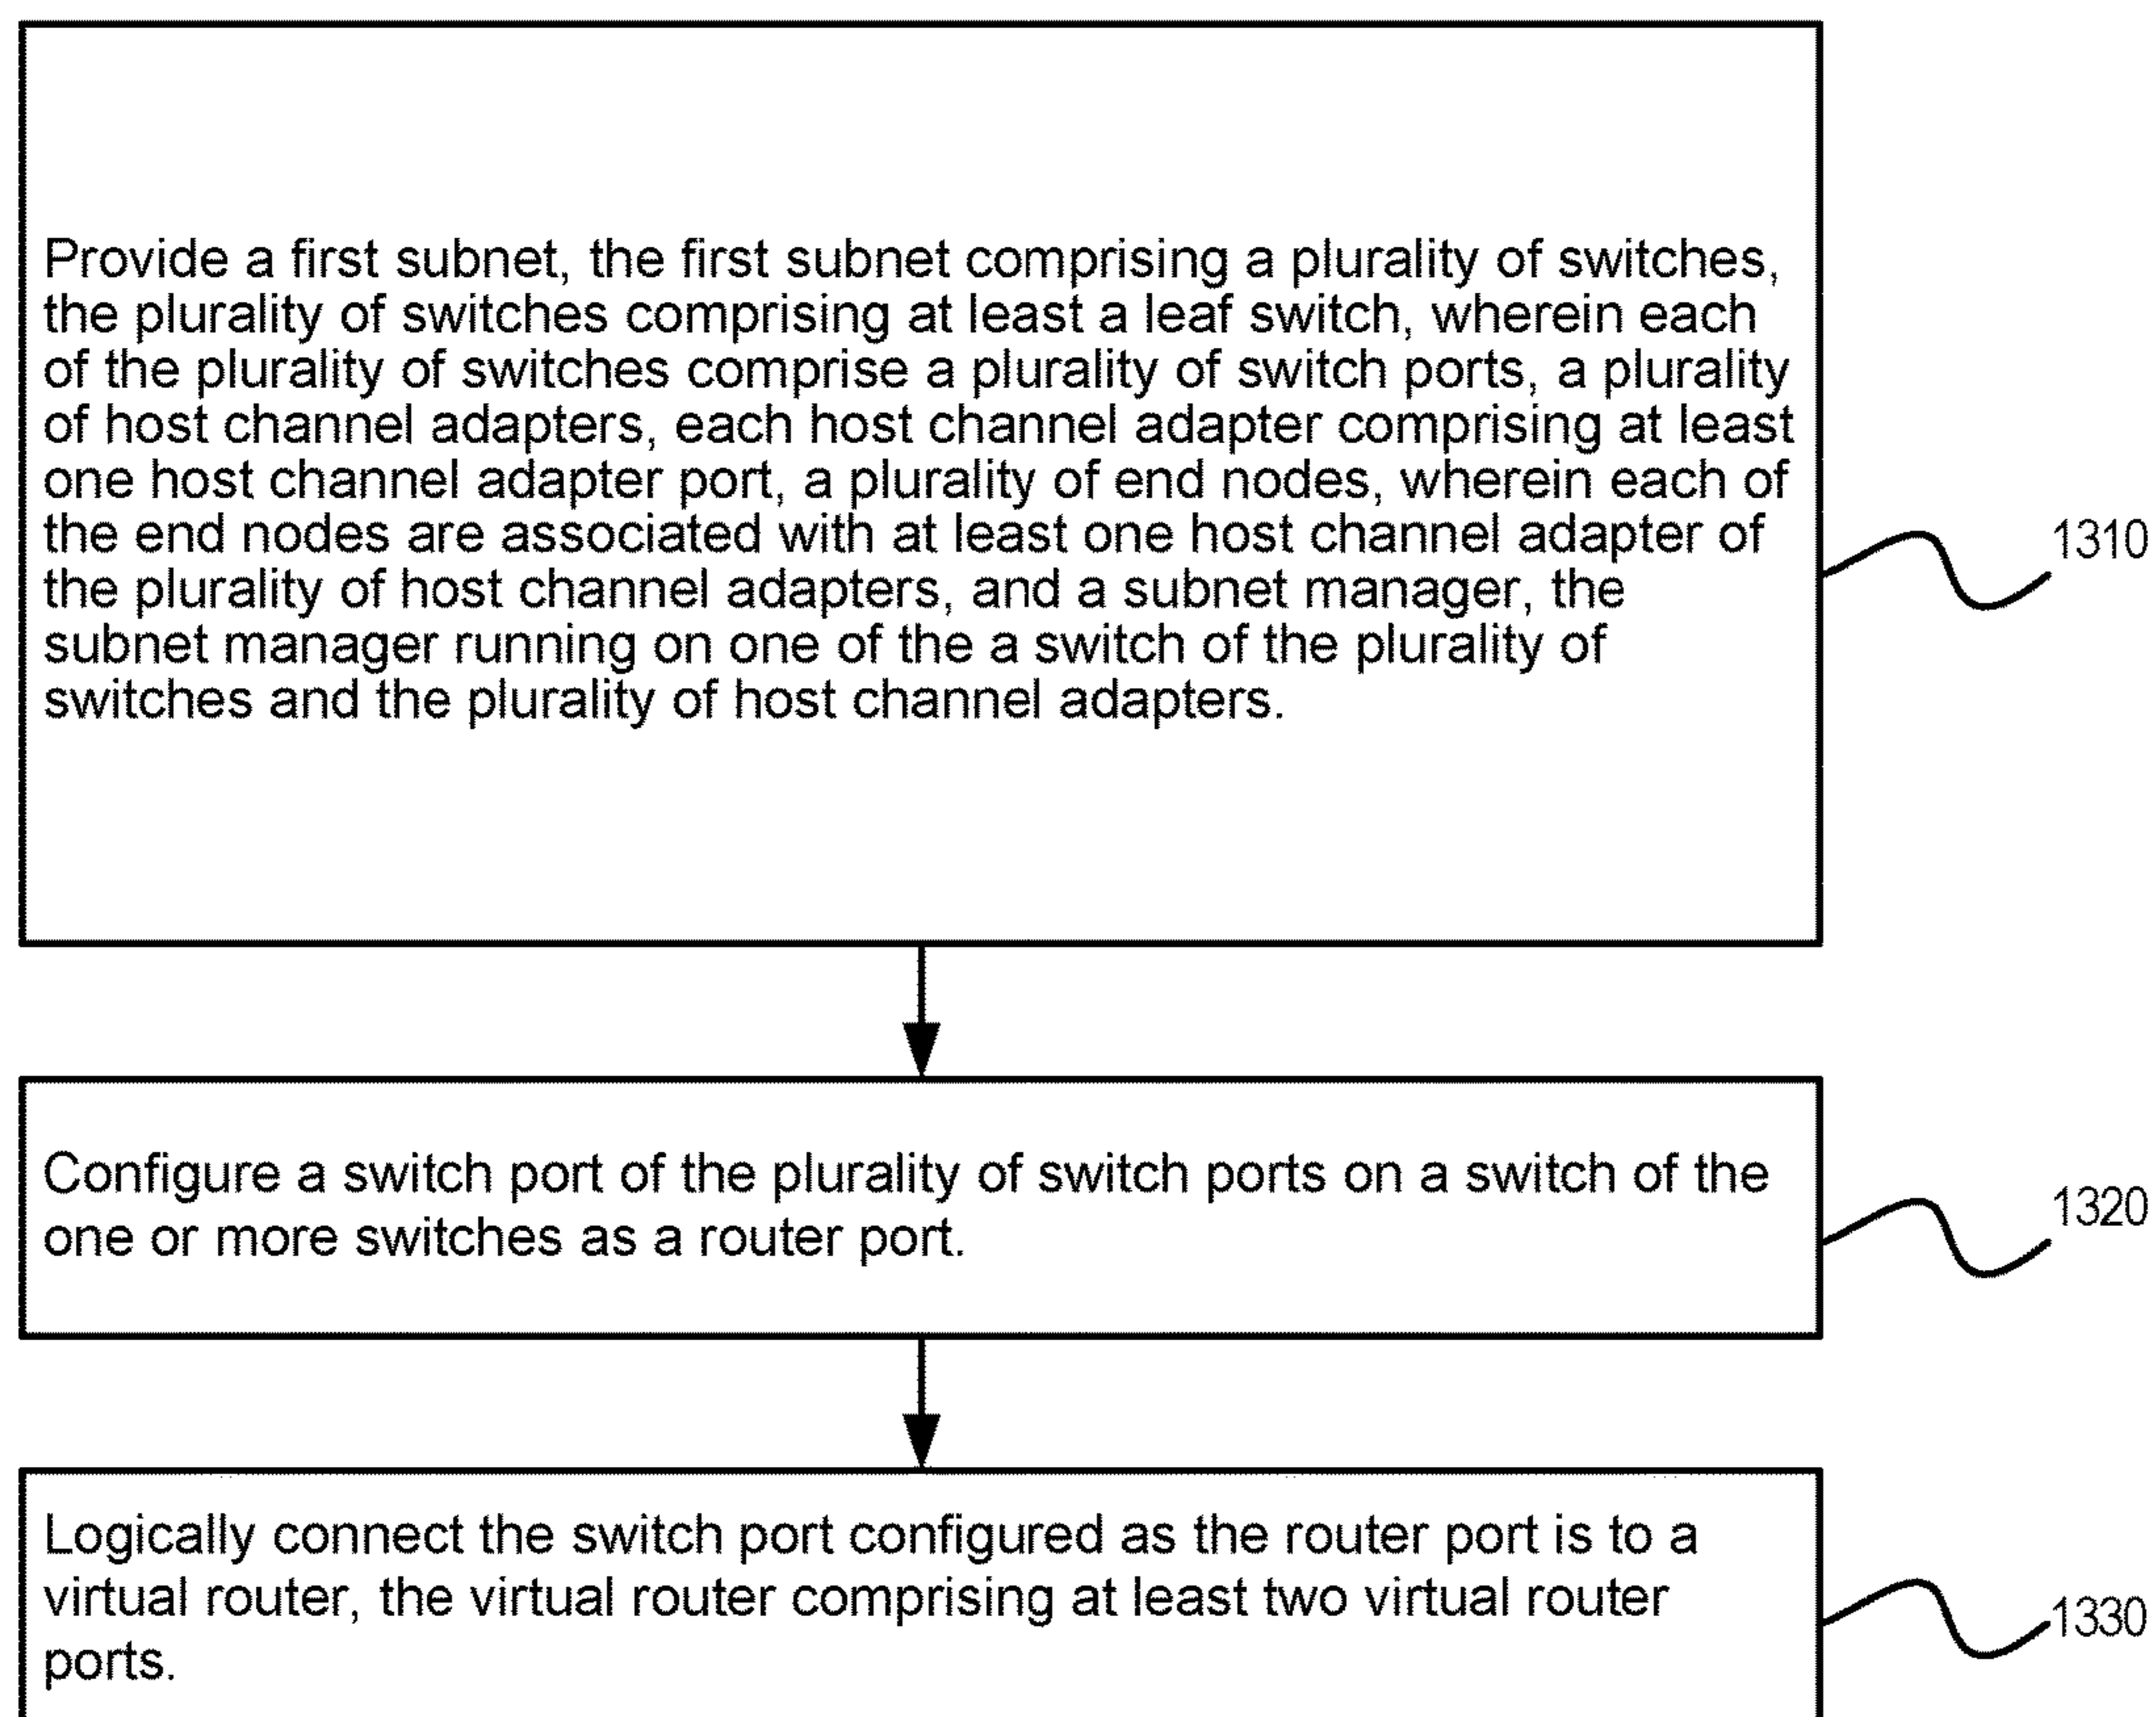 Provide a first subnet, the first subnet comprising a plurality of switches,
the plurality of switches comprising at least a leaf switch, wherein each
of the plurality of switches comprise a plurality of switch ports, a plurality
of host channel adapters, each host channel adapter comprising at least
one host channel adapter port, a plurality of end nodes, wherein each of
the end nodes are associated with at least one host channel adapter of
the plurality of host channel adapters, and a subnet manager, the
subnet manager running on one of the a switch of the plurality of
switches and the plurality of host channel adapters.
1310
Configure a switch port of the plurality of switch ports on a switch of the
one or more switches as a router port.
1320
Logically connect the switch port configured as the router port is to a
virtual router, the virtual router comprising at least two virtual router
ports.
1330